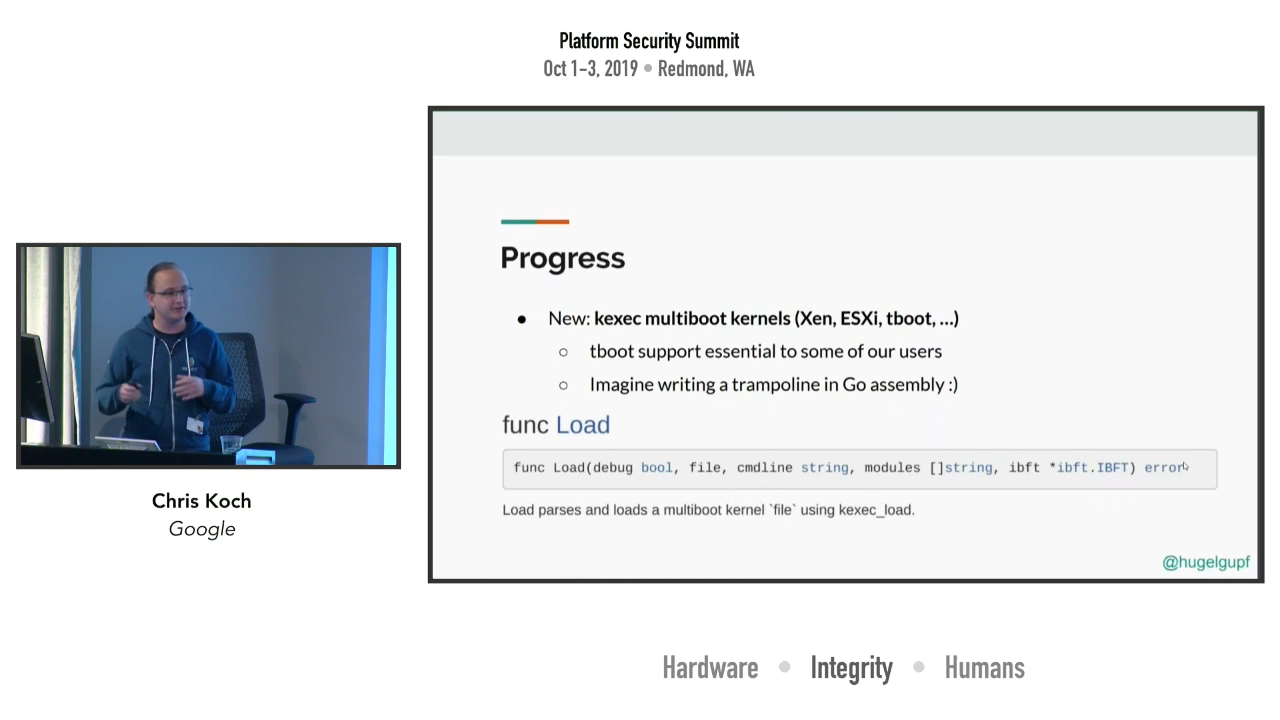 Platform Security Summit
Oct 1-3, 2019 • Redmond, WA
Progress
● New: kexec multiboot kernels (Xen, ESXi, tboot, ...)
○ tboot support essential to some of our users
○ Imagine writing a trampoline in Go assembly :)
func Load
func Load(debug bool, file, cmdline string, modules []string, ibft *ibft.IBFT) error
Load parses and loads a multiboot kernel `file` using kexec_load.
@hugelgupf
Chris Koch
Google
Hardware • Integrity • Humans